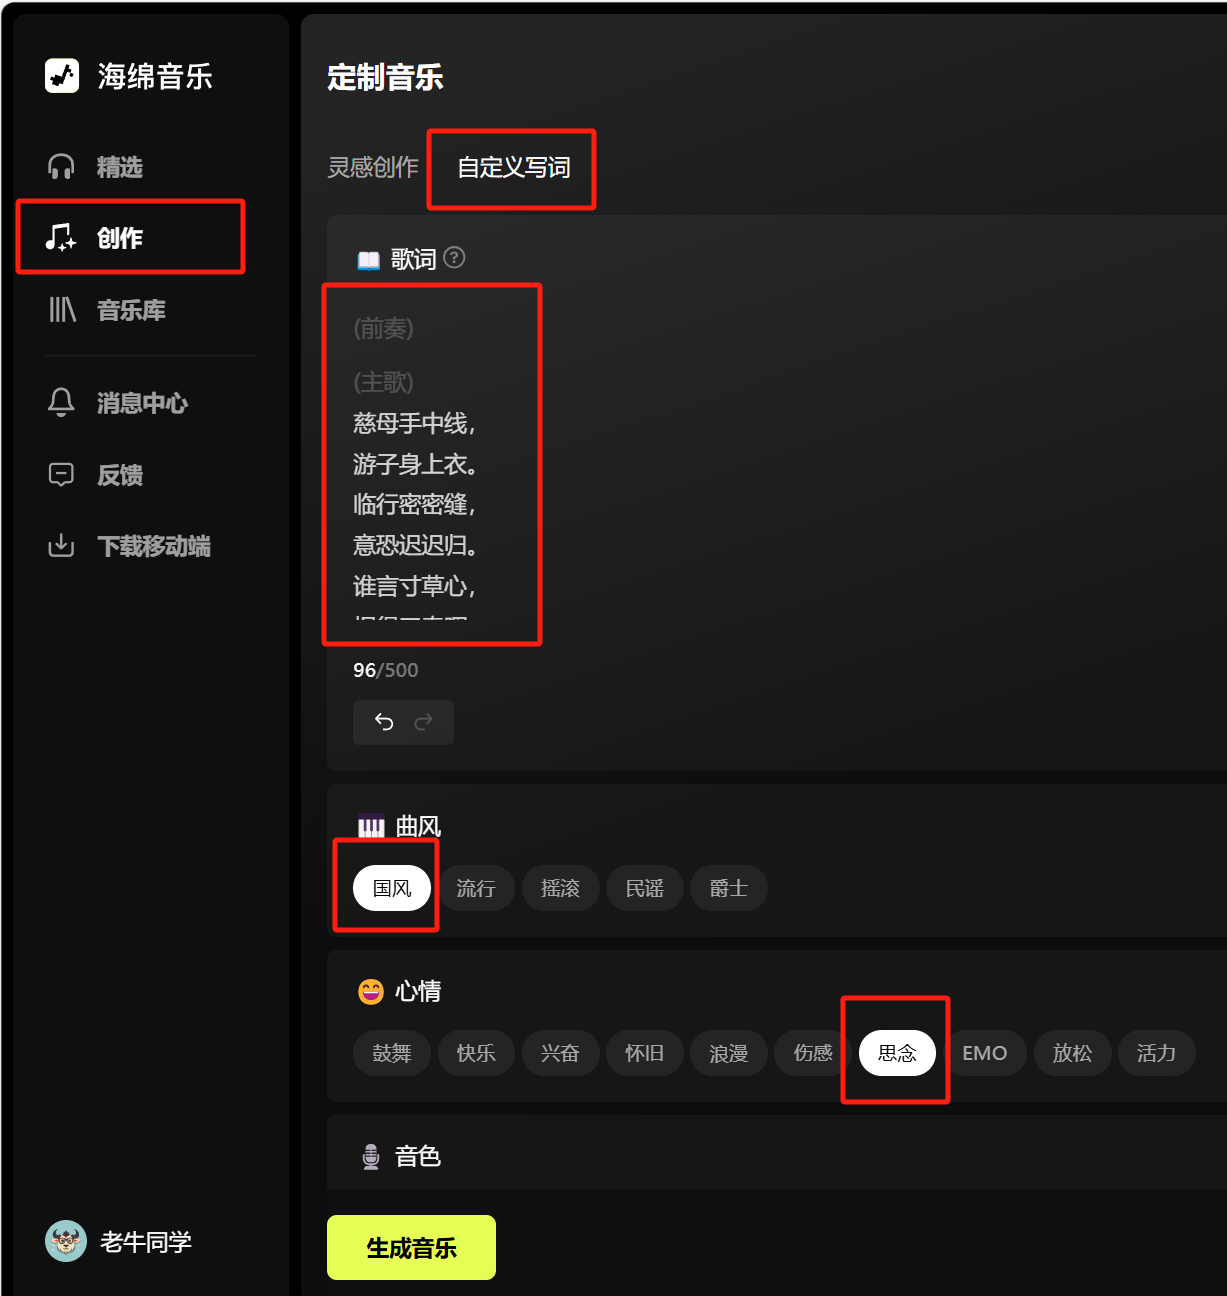 海绵音乐
精选
创作
音乐库
消息中心
反馈
下载移动端
老牛同学
定制音乐
灵感创作 自定义写词
歌词
(前奏)
(主歌)
慈母手中线，
游子身上衣。
临行密密缝，
意恐迟迟归。
谁言寸草心，
96/500
曲风
国风 流行 摇滚 民谣 爵士
心情
鼓舞 快乐 兴奋 怀旧 浪漫 伤感 思念 EMO 放松 活力
音色
生成音乐